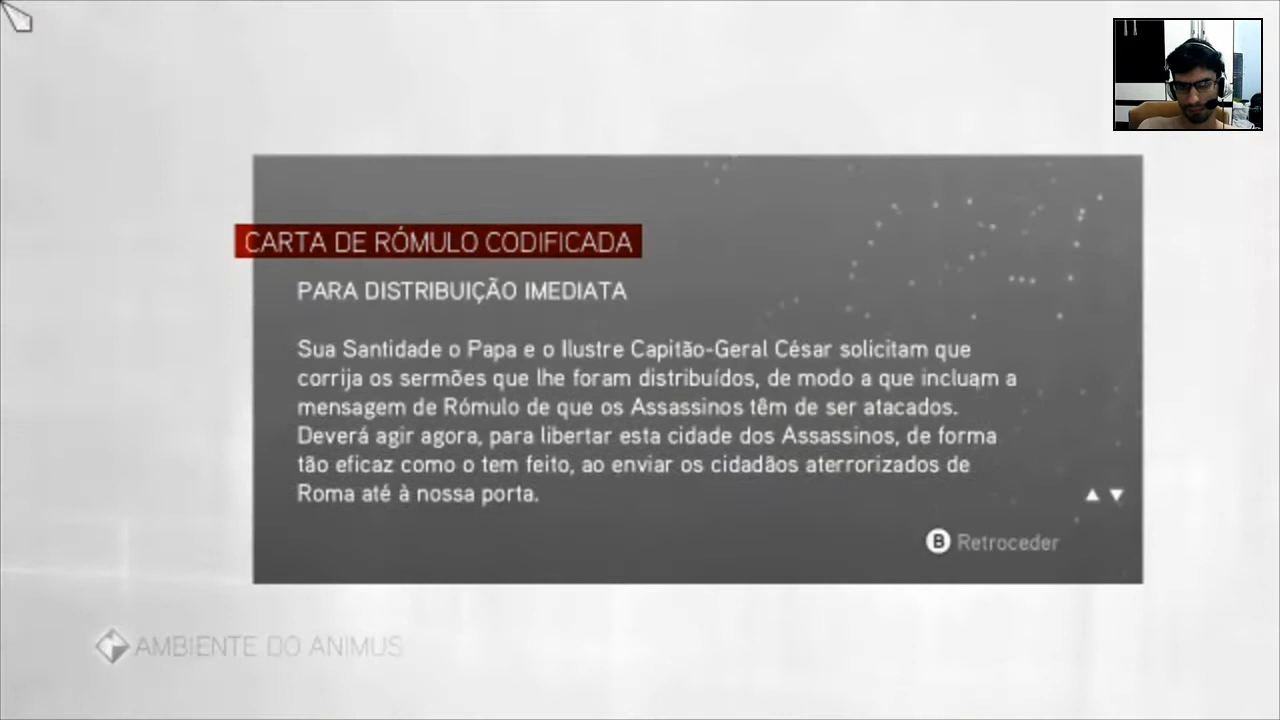 CARTA DE RÓMULO CODIFICADA
PARA DISTRIBUIÇÃO IMEDIATA
Sua Santidade o Papa e o Ilustre Capitão-Geral César solicitam que
corrija os sermões que lhe foram distribuídos, de modo a que incluam a
mensagem de Rómulo de que os Assassinos têm de ser atacados.
Deverá agir agora, para libertar esta cidade dos Assassinos, de forma
tão eficaz como o tem feito, ao enviar os cidadãos aterrorizados de
Roma até à nossa porta.
B Retroceder
AMBIENTE DO ANIMUS